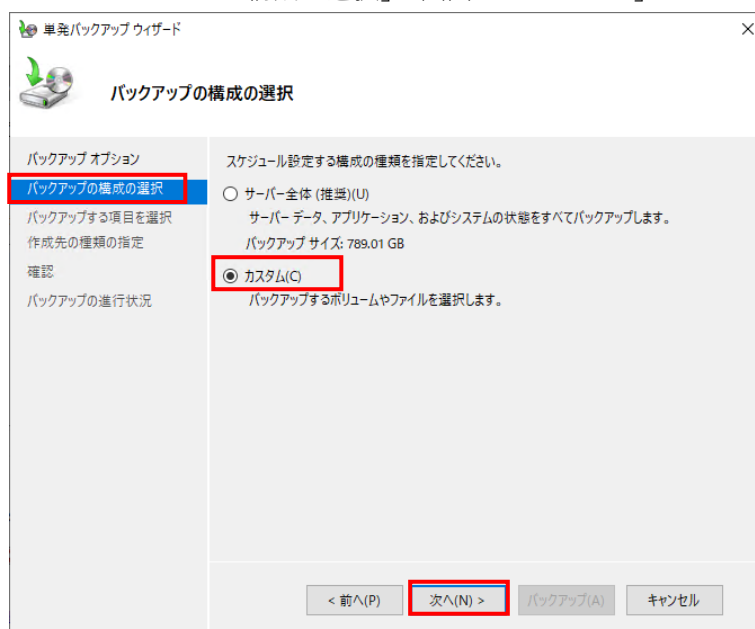 単発バックアップ ウィザード
バックアップの構成の選択
バックアップ オプション
バックアップの構成の選択
バックアップする項目を選択
作成先の種類の指定
確認
バックアップの進行状況
スケジュール設定する構成の種類を指定してください。
サーバー全体 (推奨)(U)
サーバー データ、アプリケーション、およびシステムの状態をすべてバックアップします。
バックアップ サイズ: 789.01 GB
カスタム(C)
バックアップするボリュームやファイルを選択します。
< 前へ(P) 次へ(N) > バックアップ(A) キャンセル